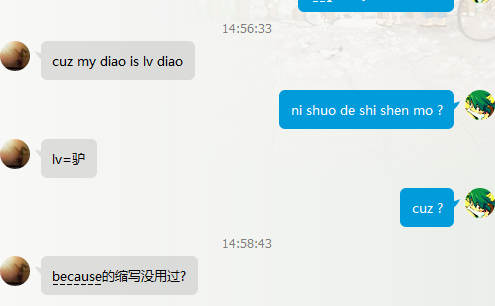 14:56:33
cuz my diao is lv diao
ni shuo de shi shen mo ?
lv=驴
cuz ?
14:58:43
because的缩写没用过?